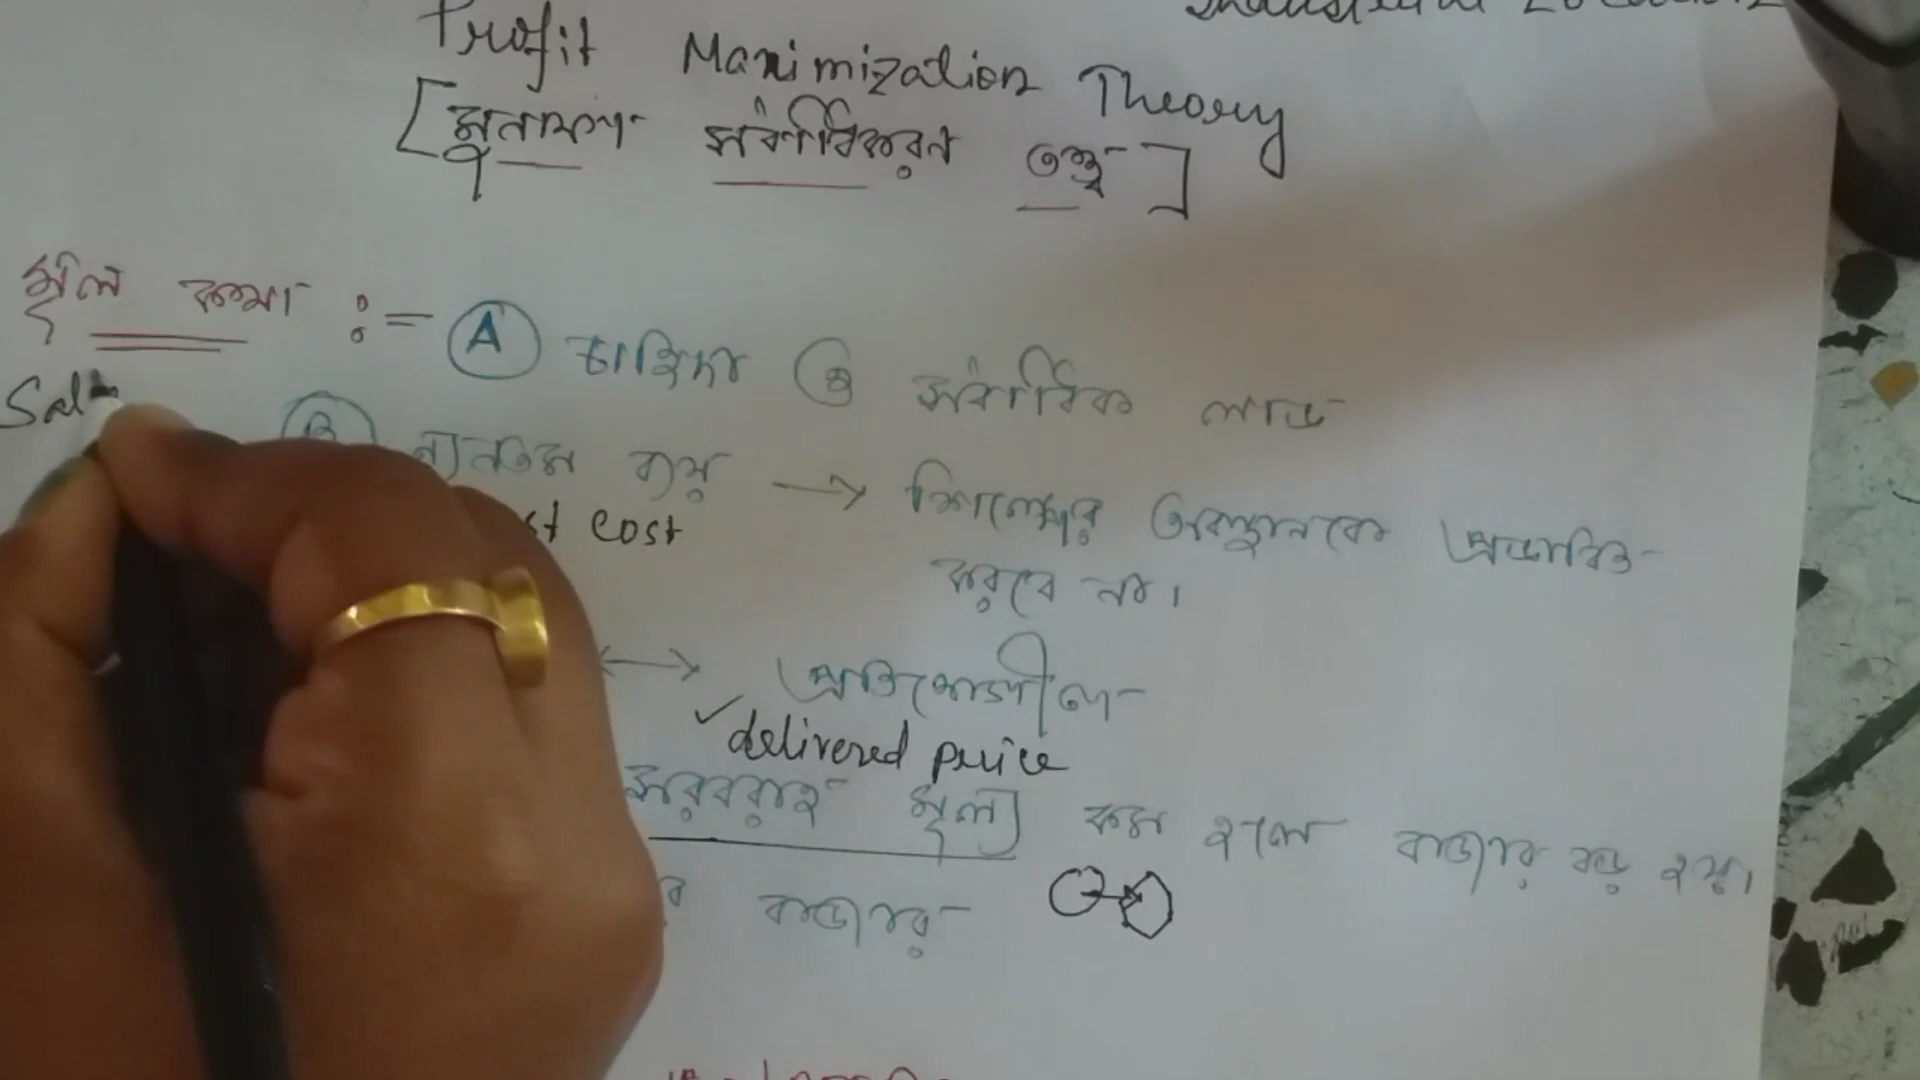 Profit Maximization Theory
[মুনাফা সর্বাধিকরণ তত্ত্ব]
মূল কথা := A চাহিদা ও সর্বাধিক লাভ
Sal
B ন্যূনতম ব্যয় → শিল্পের অবস্থানকে প্রভাবিত
st cost
করবে না।
↔ প্রতিযোগীতা
✓delivered price
সরবরাহ মূল্য কম হলে বাজার বড় হয়।
বাজার